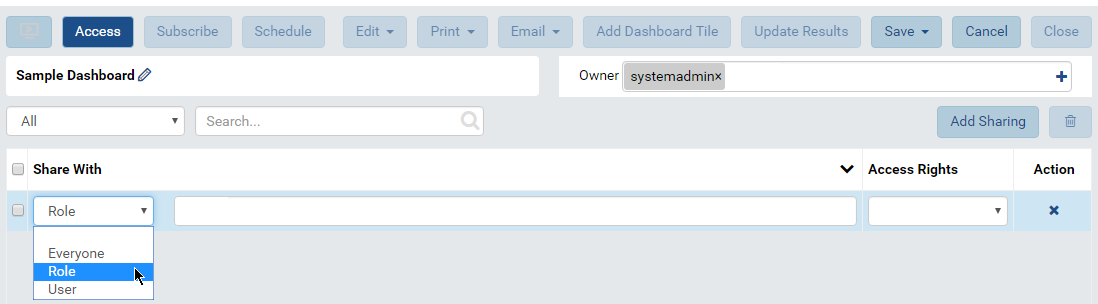 Access Subscribe Schedule Edit Print Email Add Dashboard Tile Update Results Save Cancel Close
Sample Dashboard Owner systemadmin×
All Search... Add Sharing
Share With Access Rights Action
Role
Everyone
Role
User